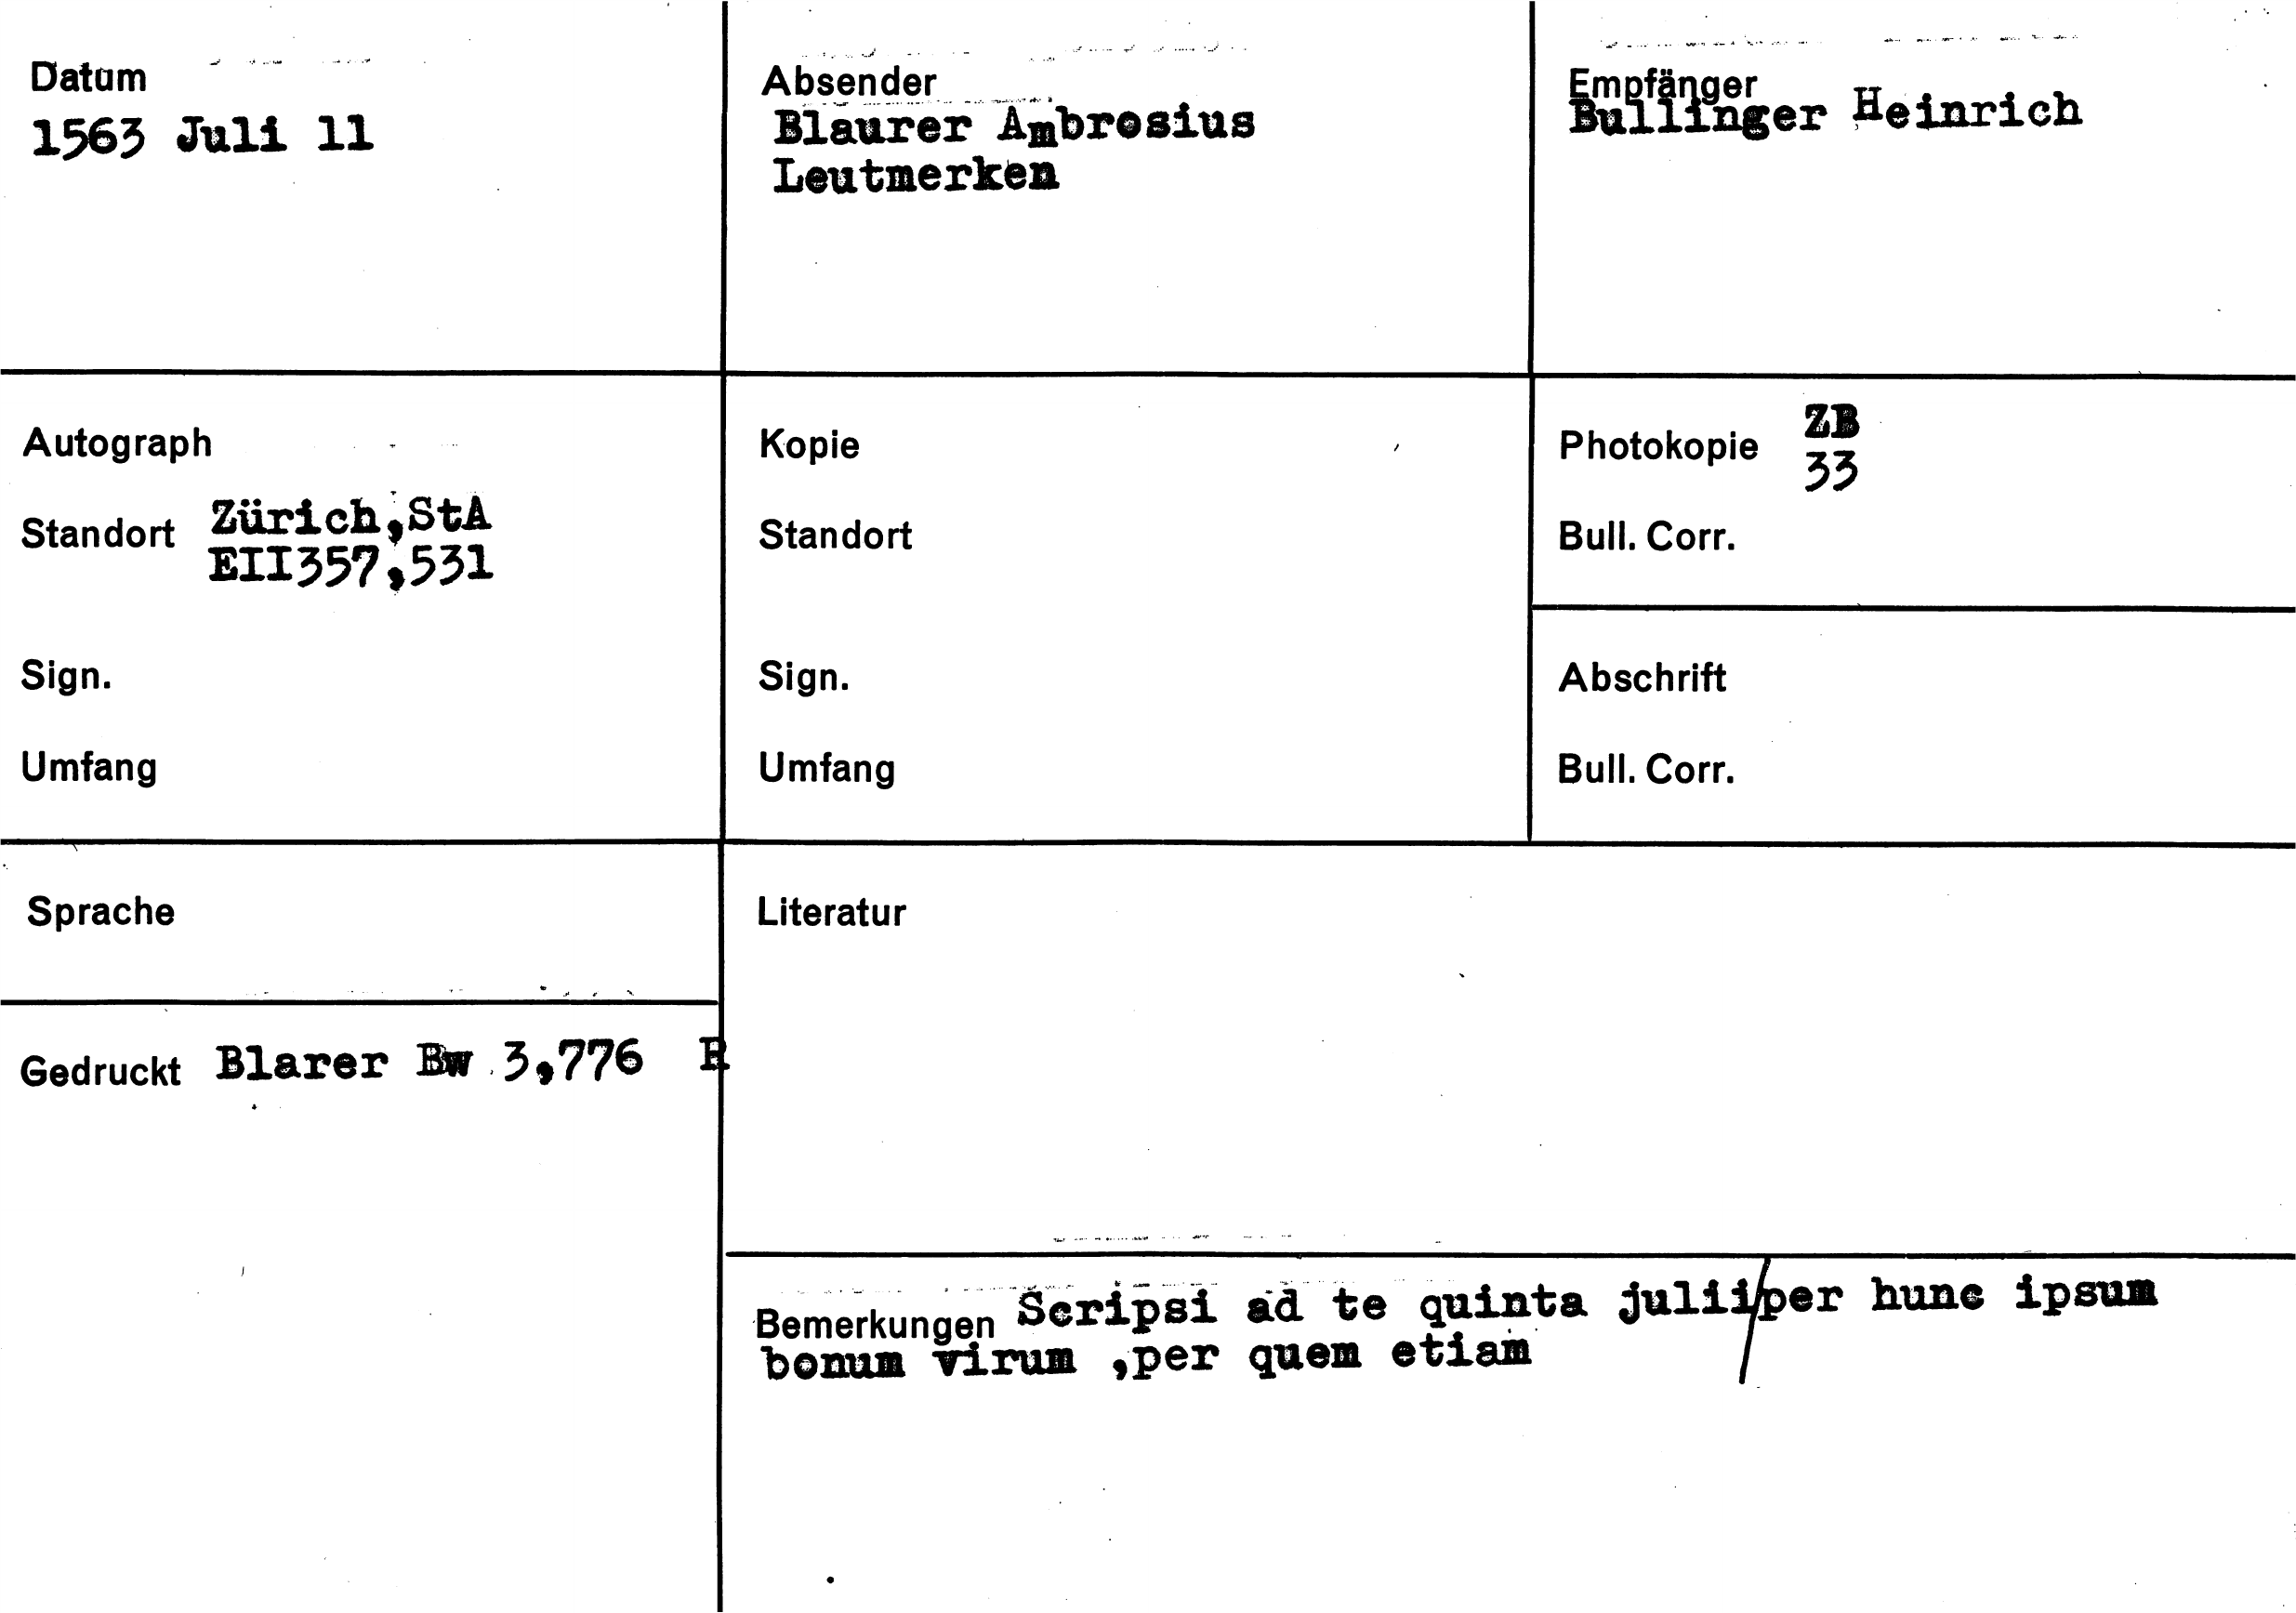 Datum
1563 Juli 11
Absender
Blaurer Ambrosius
Leutmerken
Empfänger
Bullinger Heinrich
Autograph
Standort Zürich,StA
EII357,531
Sign.
Umfang
Kopie
Standort
Sign.
Umfang
Photokopie ZB
33
Bull. Corr.
Abschrift
Bull. Corr.
Sprache
Gedruckt Blarer Bw 3,776 R
Literatur
Bemerkungen Scripsi ad te quinta julii/per hunc ipsum
bonum virum ,per quem etiam